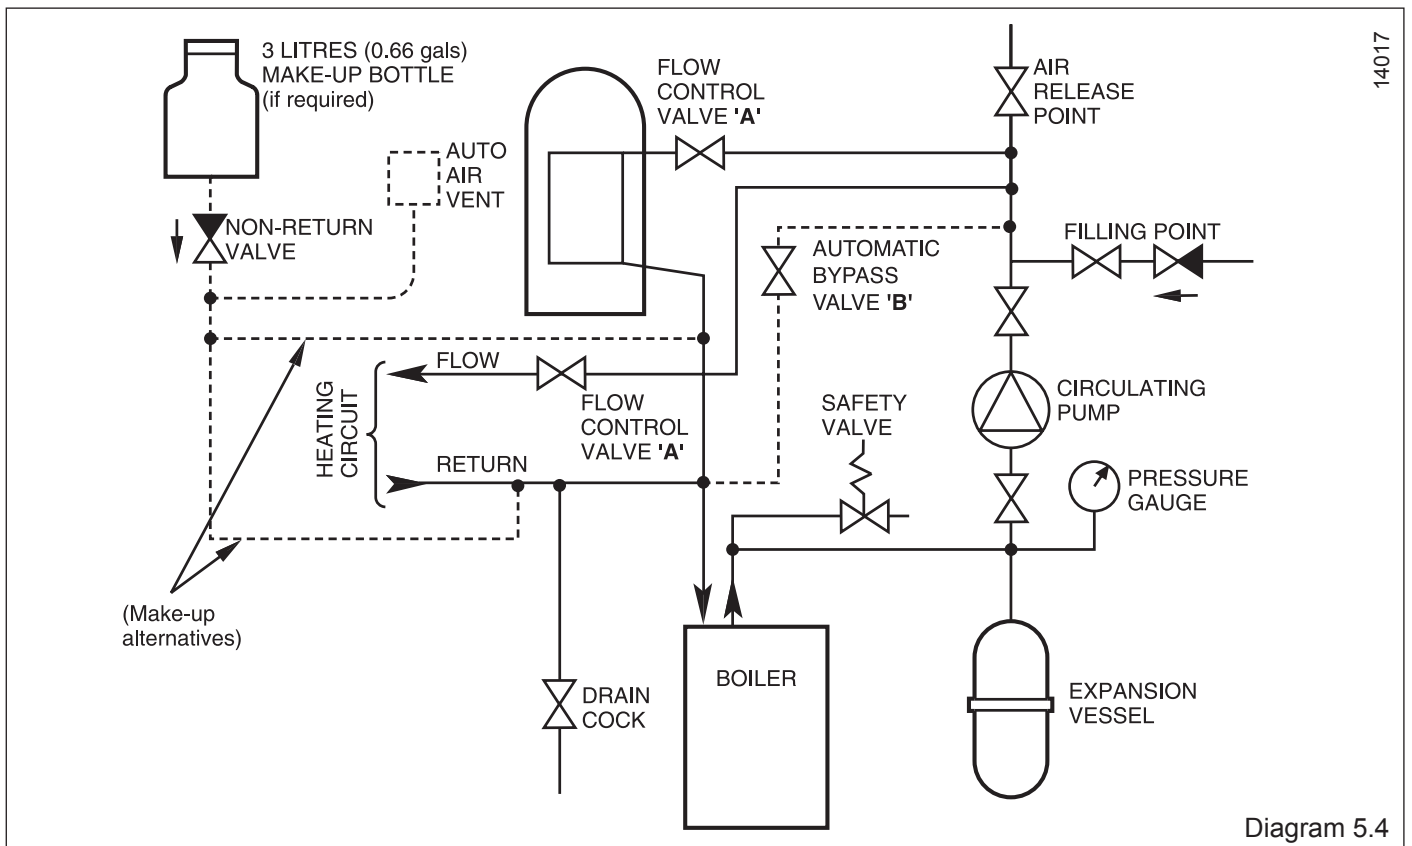 3 LITRES (0.66 gals)
MAKE-UP BOTTLE
(if required)
FLOW
CONTROL
VALVE 'A'
AIR
RELEASE
POINT
14017
AUTO
AIR
VENT
NON-RETURN
VALVE
AUTOMATIC
BYPASS
VALVE 'B'
FILLING POINT
FLOW
HEATING
CIRCUIT
FLOW
CONTROL
VALVE 'A'
SAFETY
VALVE
CIRCULATING
PUMP
RETURN
PRESSURE
GAUGE
(Make-up
alternatives)
BOILER
DRAIN
COCK
EXPANSION
VESSEL
Diagram 5.4